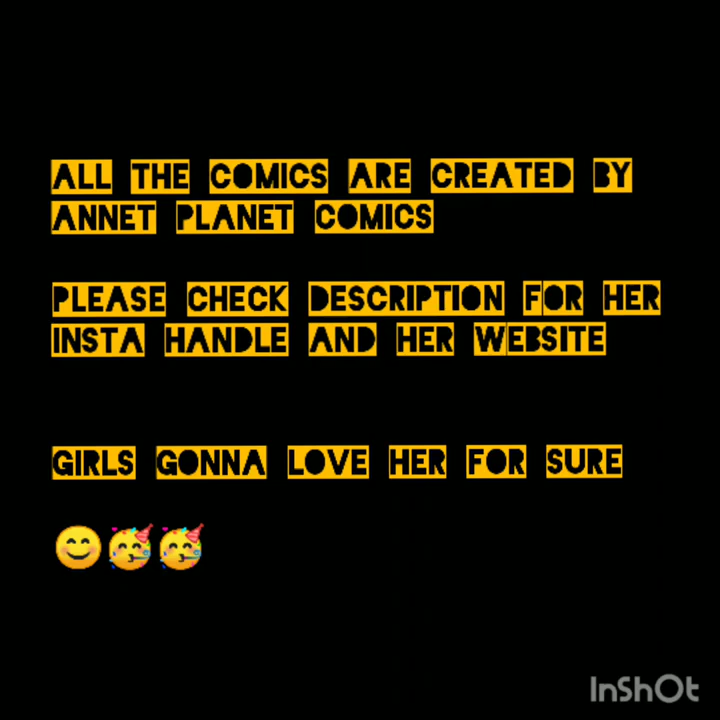 ALL THE COMICS ARE CREATED BY
ANNET PLANET COMICS
PLEASE CHECK DESCRIPTION FOR HER
INSTA HANDLE AND HER WEBSITE
GIRLS GONNA LOVE HER FOR SURE
😊🥳🥳
InShOt